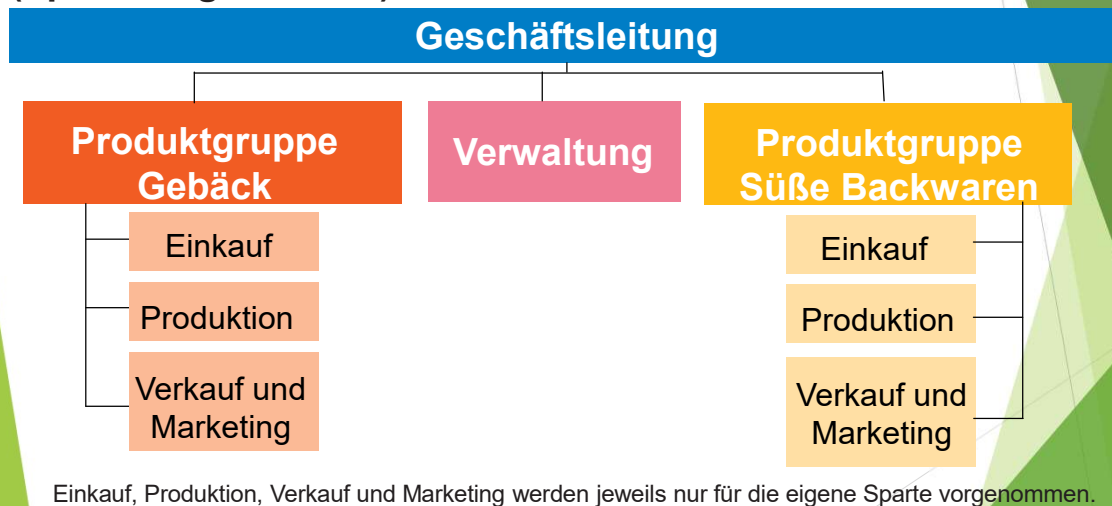 Geschäftsleitung
Produktgruppe
Gebäck
Verwaltung
Produktgruppe
Süße Backwaren
Einkauf
Produktion
Verkauf und
Marketing
Einkauf
Produktion
Verkauf und
Marketing
Einkauf, Produktion, Verkauf und Marketing werden jeweils nur für die eigene Sparte vorgenommen.